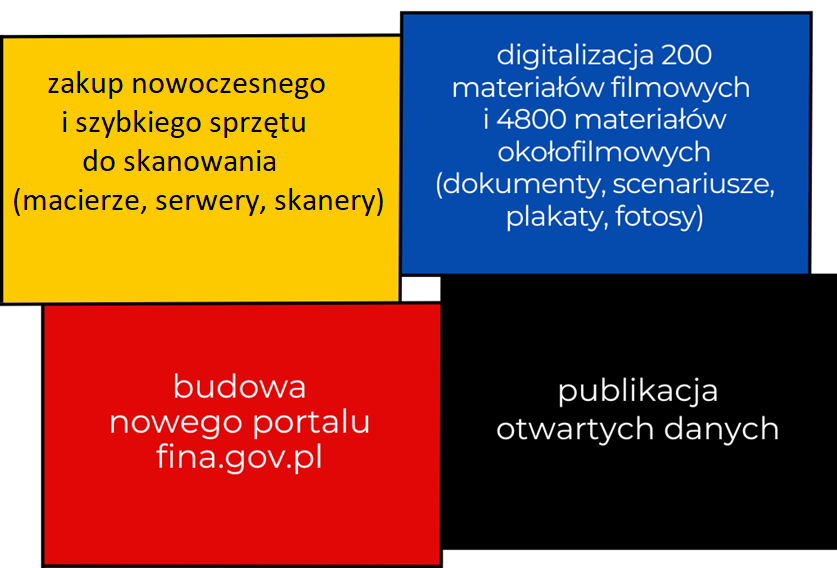 zakup nowoczesnego
i szybkiego sprzętu
do skanowania
(macierze, serwery, skanery)
digitalizacja 200
materiałów filmowych
i 4800 materiałów
okołofilmowych
(dokumenty, scenariusze,
plakaty, fotosy)
budowa
nowego portalu
fina.gov.pl
publikacja
otwartych danych